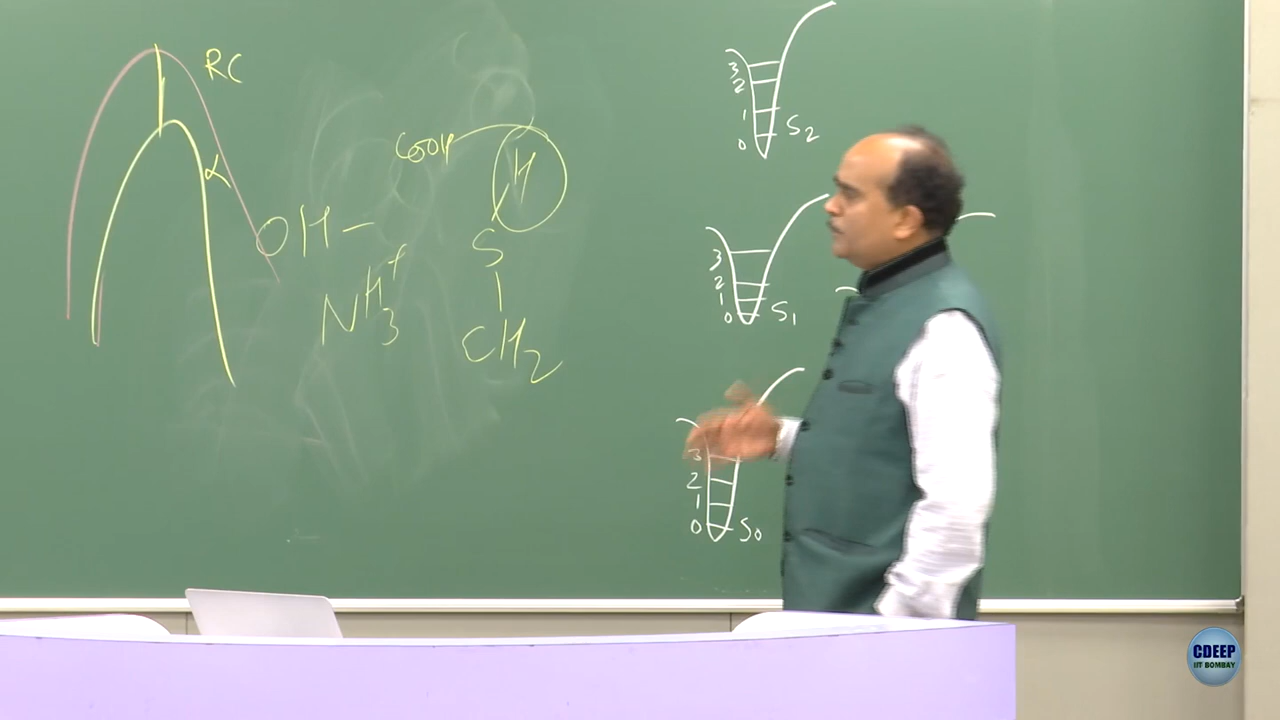 RC
α
COOH
H
OH-
NH3+
S
CH2
3
2
1
0
S2
3
2
1
0
S1
3
2
1
0
S0
CDEEP
IIT BOMBAY